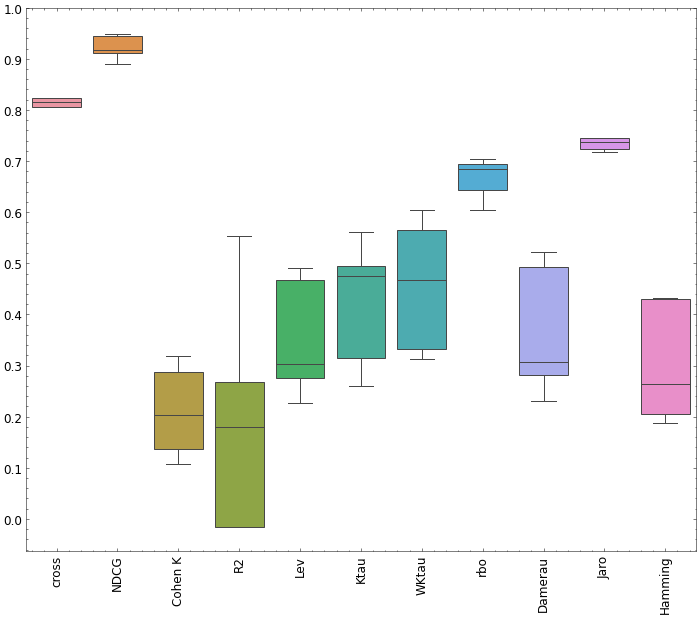 1.0
0.9
0.8
0.7
0.6
0.5
0.4
0.3
0.2
0.1
0.0
cross
NDCG
Cohen K
R2
Lev
Ktau
WKtau
rbo
Damerau
Jaro
Hamming